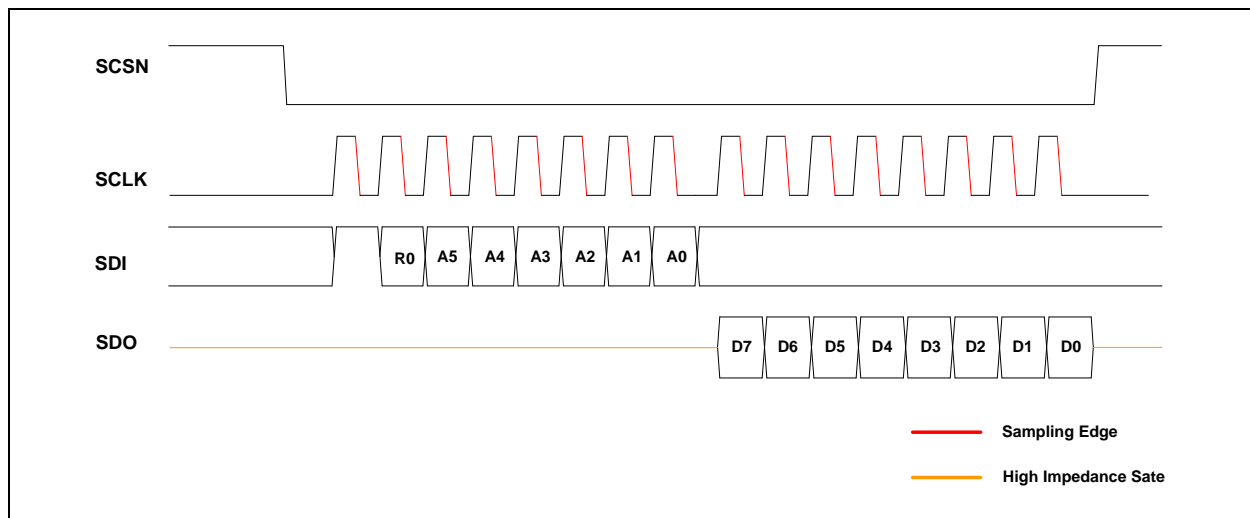 SCSN
SCLK
SDI
R0 A5 A4 A3 A2 A1 A0
SDO
D7 D6 D5 D4 D3 D2 D1 D0
Sampling Edge
High Impedance Sate